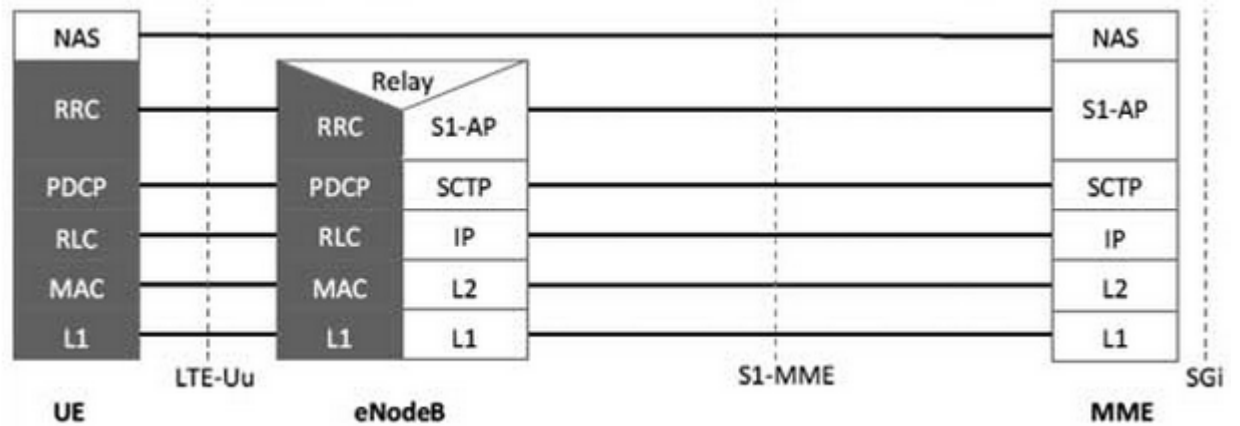 NAS NAS
Relay
RRC RRC S1-AP S1-AP
PDCP PDCP SCTP SCTP
RLC RLC IP IP
MAC MAC L2 L2
L1 L1 L1 L1
LTE-Uu S1-MME SGi
UE eNodeB MME